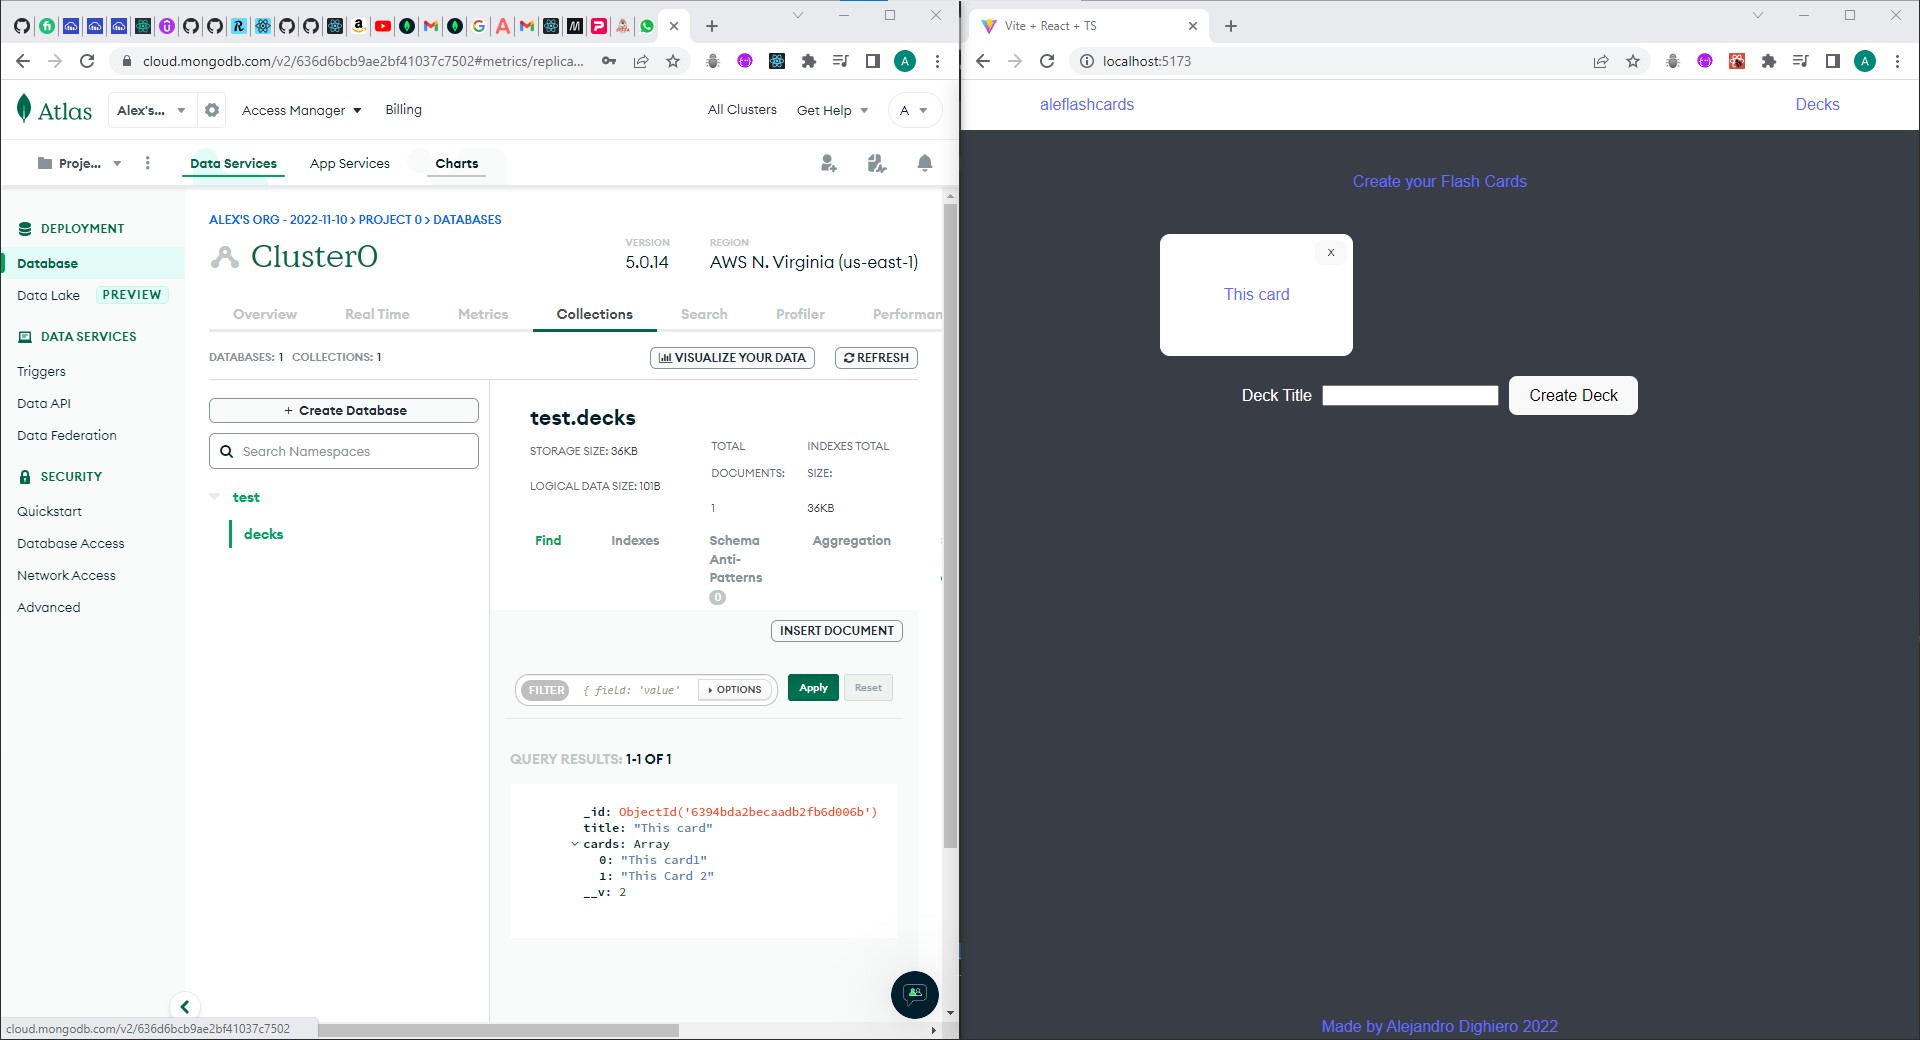 cloud.mongodb.com/v2/636d6bcb9ae2bf41037c7502#metrics/replica...
A
Atlas
Alex's...
Access Manager
Billing
All Clusters
Get Help
A
Proje...
Data Services
App Services
Charts
DEPLOYMENT
Database
Data Lake
PREVIEW
DATA SERVICES
Triggers
Data API
Data Federation
SECURITY
Quickstart
Database Access
Network Access
Advanced
ALEX'S ORG - 2022-11-10 > PROJECT 0 > DATABASES
Cluster0
VERSION
5.0.14
REGION
AWS N. Virginia (us-east-1)
Overview
Real Time
Metrics
Collections
Search
Profiler
Performan
DATABASES: 1 COLLECTIONS: 1
VISUALIZE YOUR DATA
REFRESH
+ Create Database
Search Namespaces
test
decks
test.decks
STORAGE SIZE: 36KB
LOGICAL DATA SIZE: 101B
TOTAL
DOCUMENTS:
1
INDEXES TOTAL
SIZE:
36KB
Find
Indexes
Schema
Anti-
Patterns
0
Aggregation
INSERT DOCUMENT
FILTER
{ field: 'value'
OPTIONS
Apply
Reset
QUERY RESULTS: 1-1 OF 1
_id: ObjectId('6394bda2becaadb2fb6d006b')
title: "This card"
cards: Array
0: "This card1"
1: "This Card 2"
__v: 2
cloud.mongodb.com/v2/636d6bcb9ae2bf41037c7502
Vite + React + TS
localhost:5173
A
aleflashcards
Decks
Create your Flash Cards
X
This card
Deck Title
Create Deck
Made by Alejandro Dighiero 2022